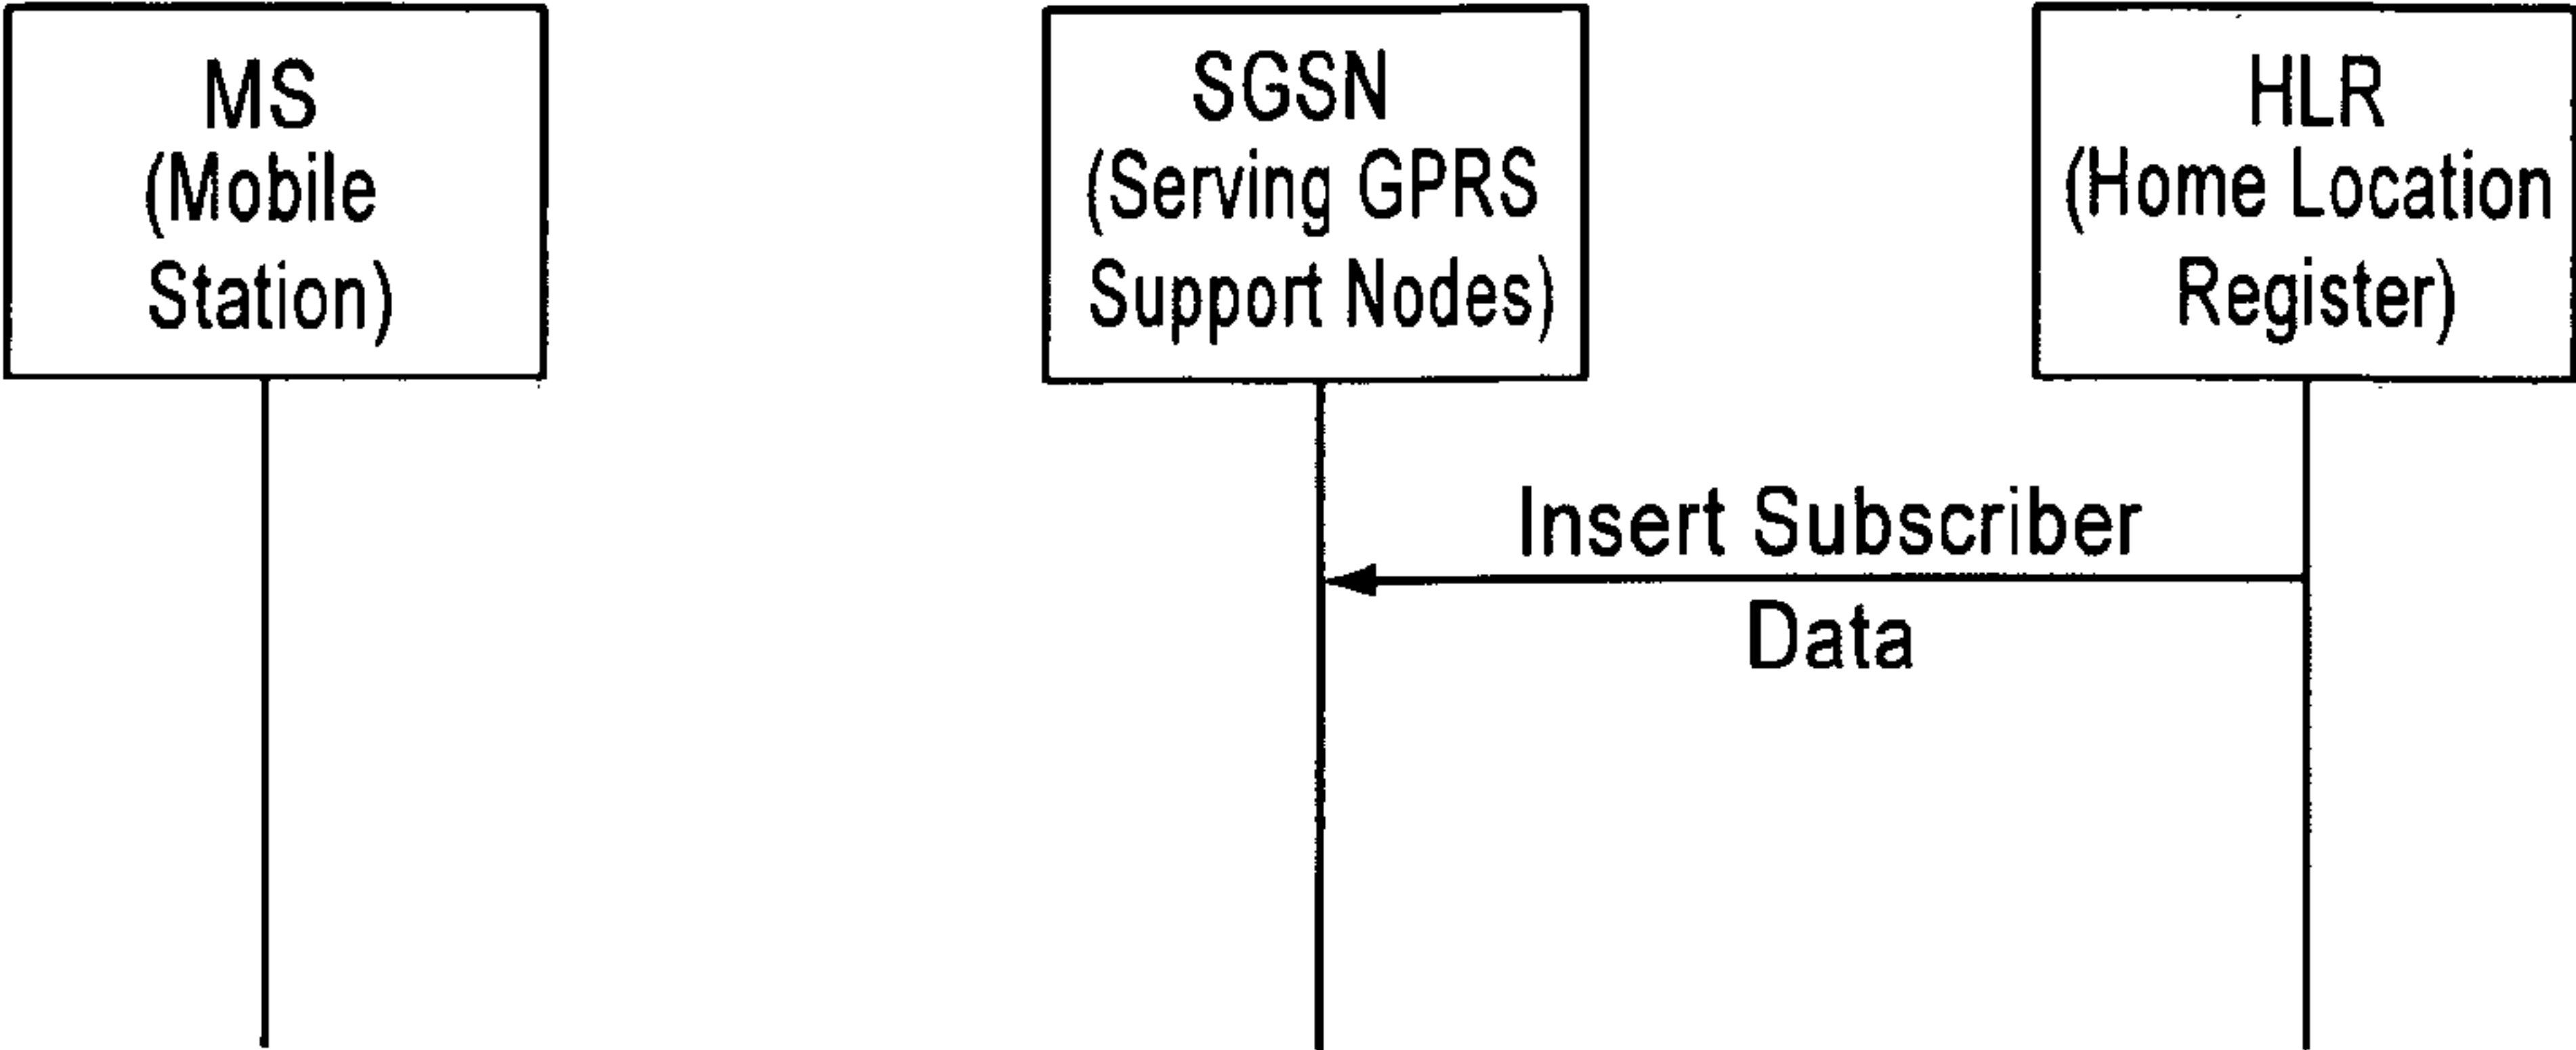 MS
(Mobile
Station)
SGSN
(Serving GPRS
Support Nodes)
HLR
(Home Location
Register)
Insert Subscriber
Data